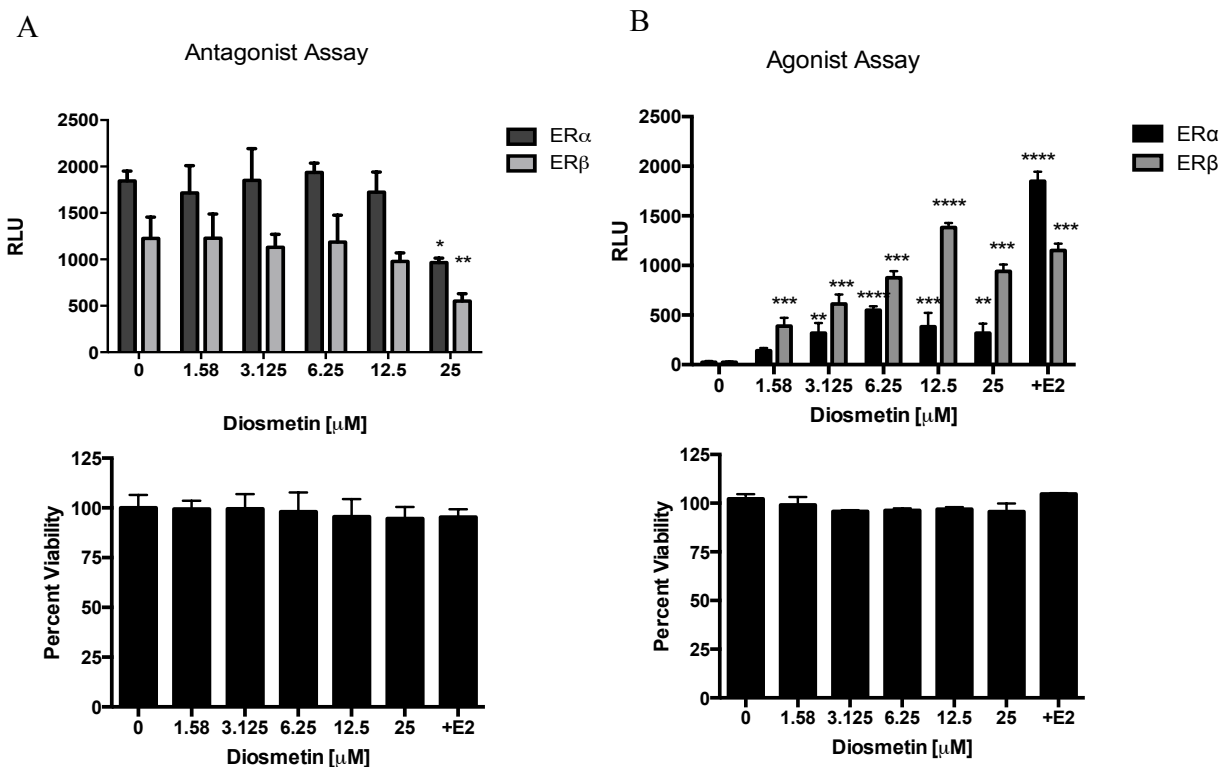 A
Antagonist Assay
2500
2000
1500
1000
500
0
RLU
* **
0 1.58 3.125 6.25 12.5 25
Diosmetin [μM]
ERα
ERβ
125
100
75
50
25
0
Percent Viability
0 1.58 3.125 6.25 12.5 25 +E2
Diosmetin [μM]
B
Agonist Assay
2500
2000
1500
1000
500
0
RLU
*** ** *** **** *** *** **** ** *** **** ***
0 1.58 3.125 6.25 12.5 25 +E2
Diosmetin [μM]
ERα
ERβ
125
100
75
50
25
0
Percent Viability
0 1.58 3.125 6.25 12.5 25 +E2
Diosmetin [μM]